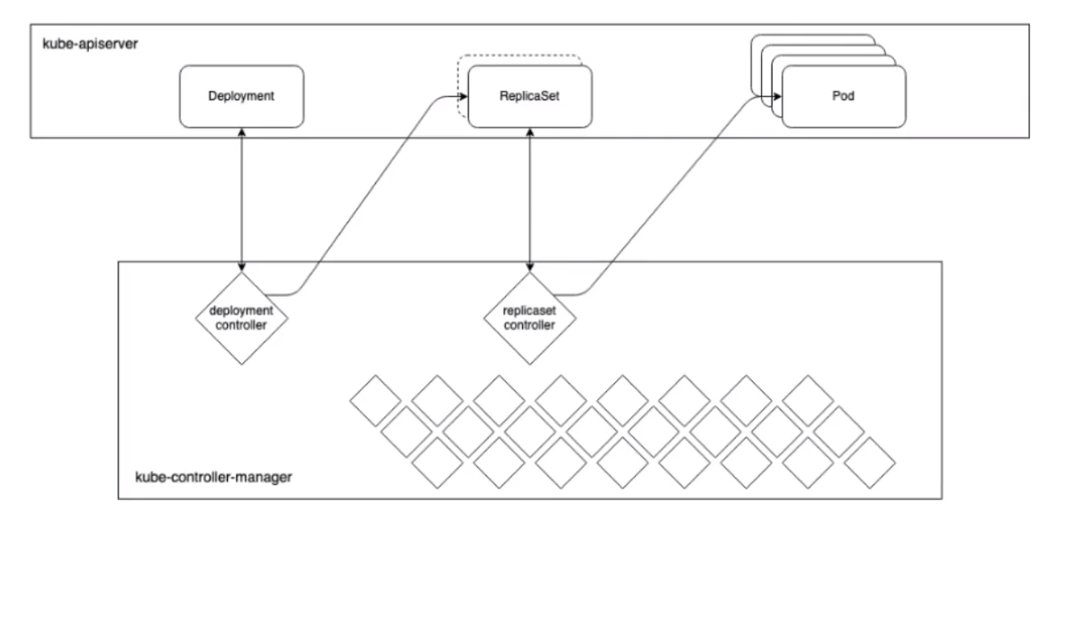 kube-apiserver
Deployment
ReplicaSet
Pod
deployment
controller
replicaset
controller
kube-controller-manager